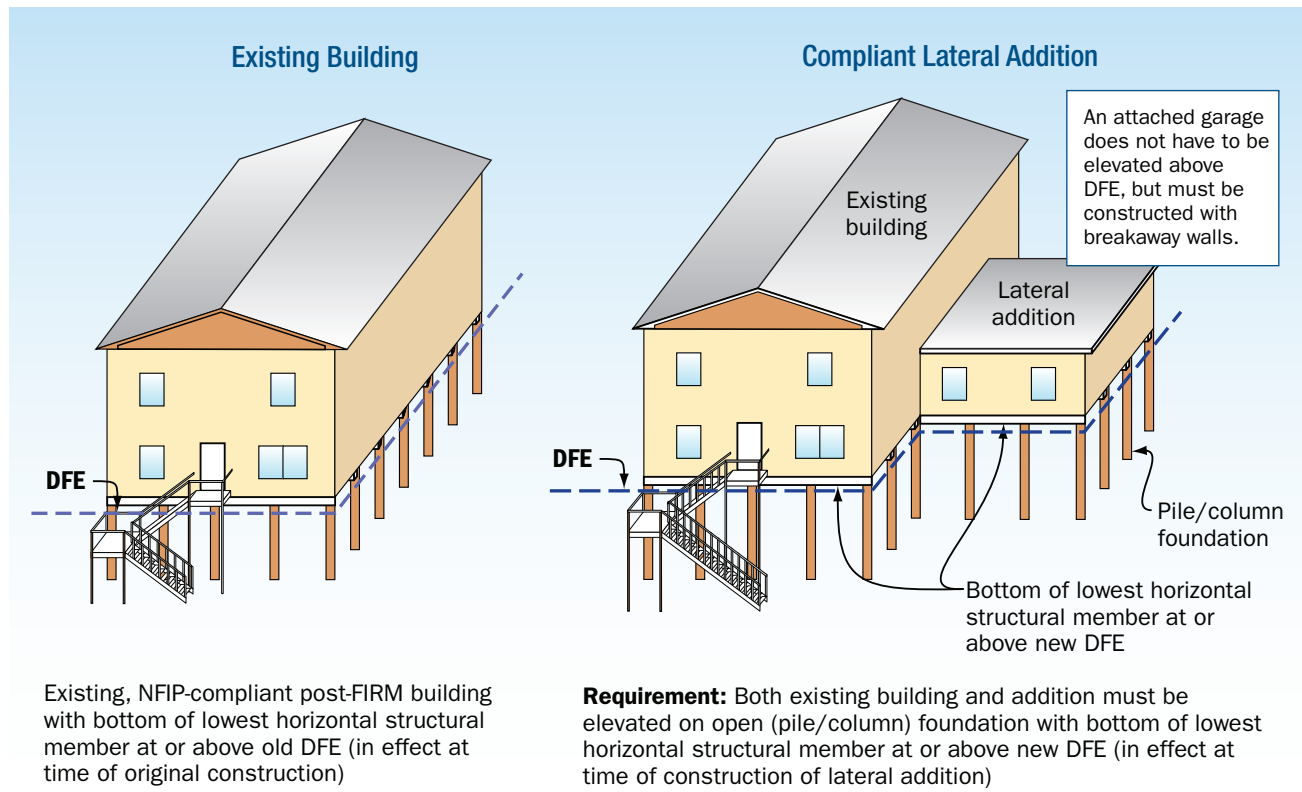 Existing Building
DFE
Existing, NFIP-compliant post-FIRM building
with bottom of lowest horizontal structural
member at or above old DFE (in effect at
time of original construction)
Compliant Lateral Addition
An attached garage
does not have to be
elevated above
DFE, but must be
constructed with
breakaway walls.
Existing
building
Lateral
addition
DFE
Pile/column
foundation
Bottom of lowest horizontal
structural member at or
above new DFE
Requirement: Both existing building and addition must be
elevated on open (pile/column) foundation with bottom of lowest
horizontal structural member at or above new DFE (in effect at
time of construction of lateral addition)